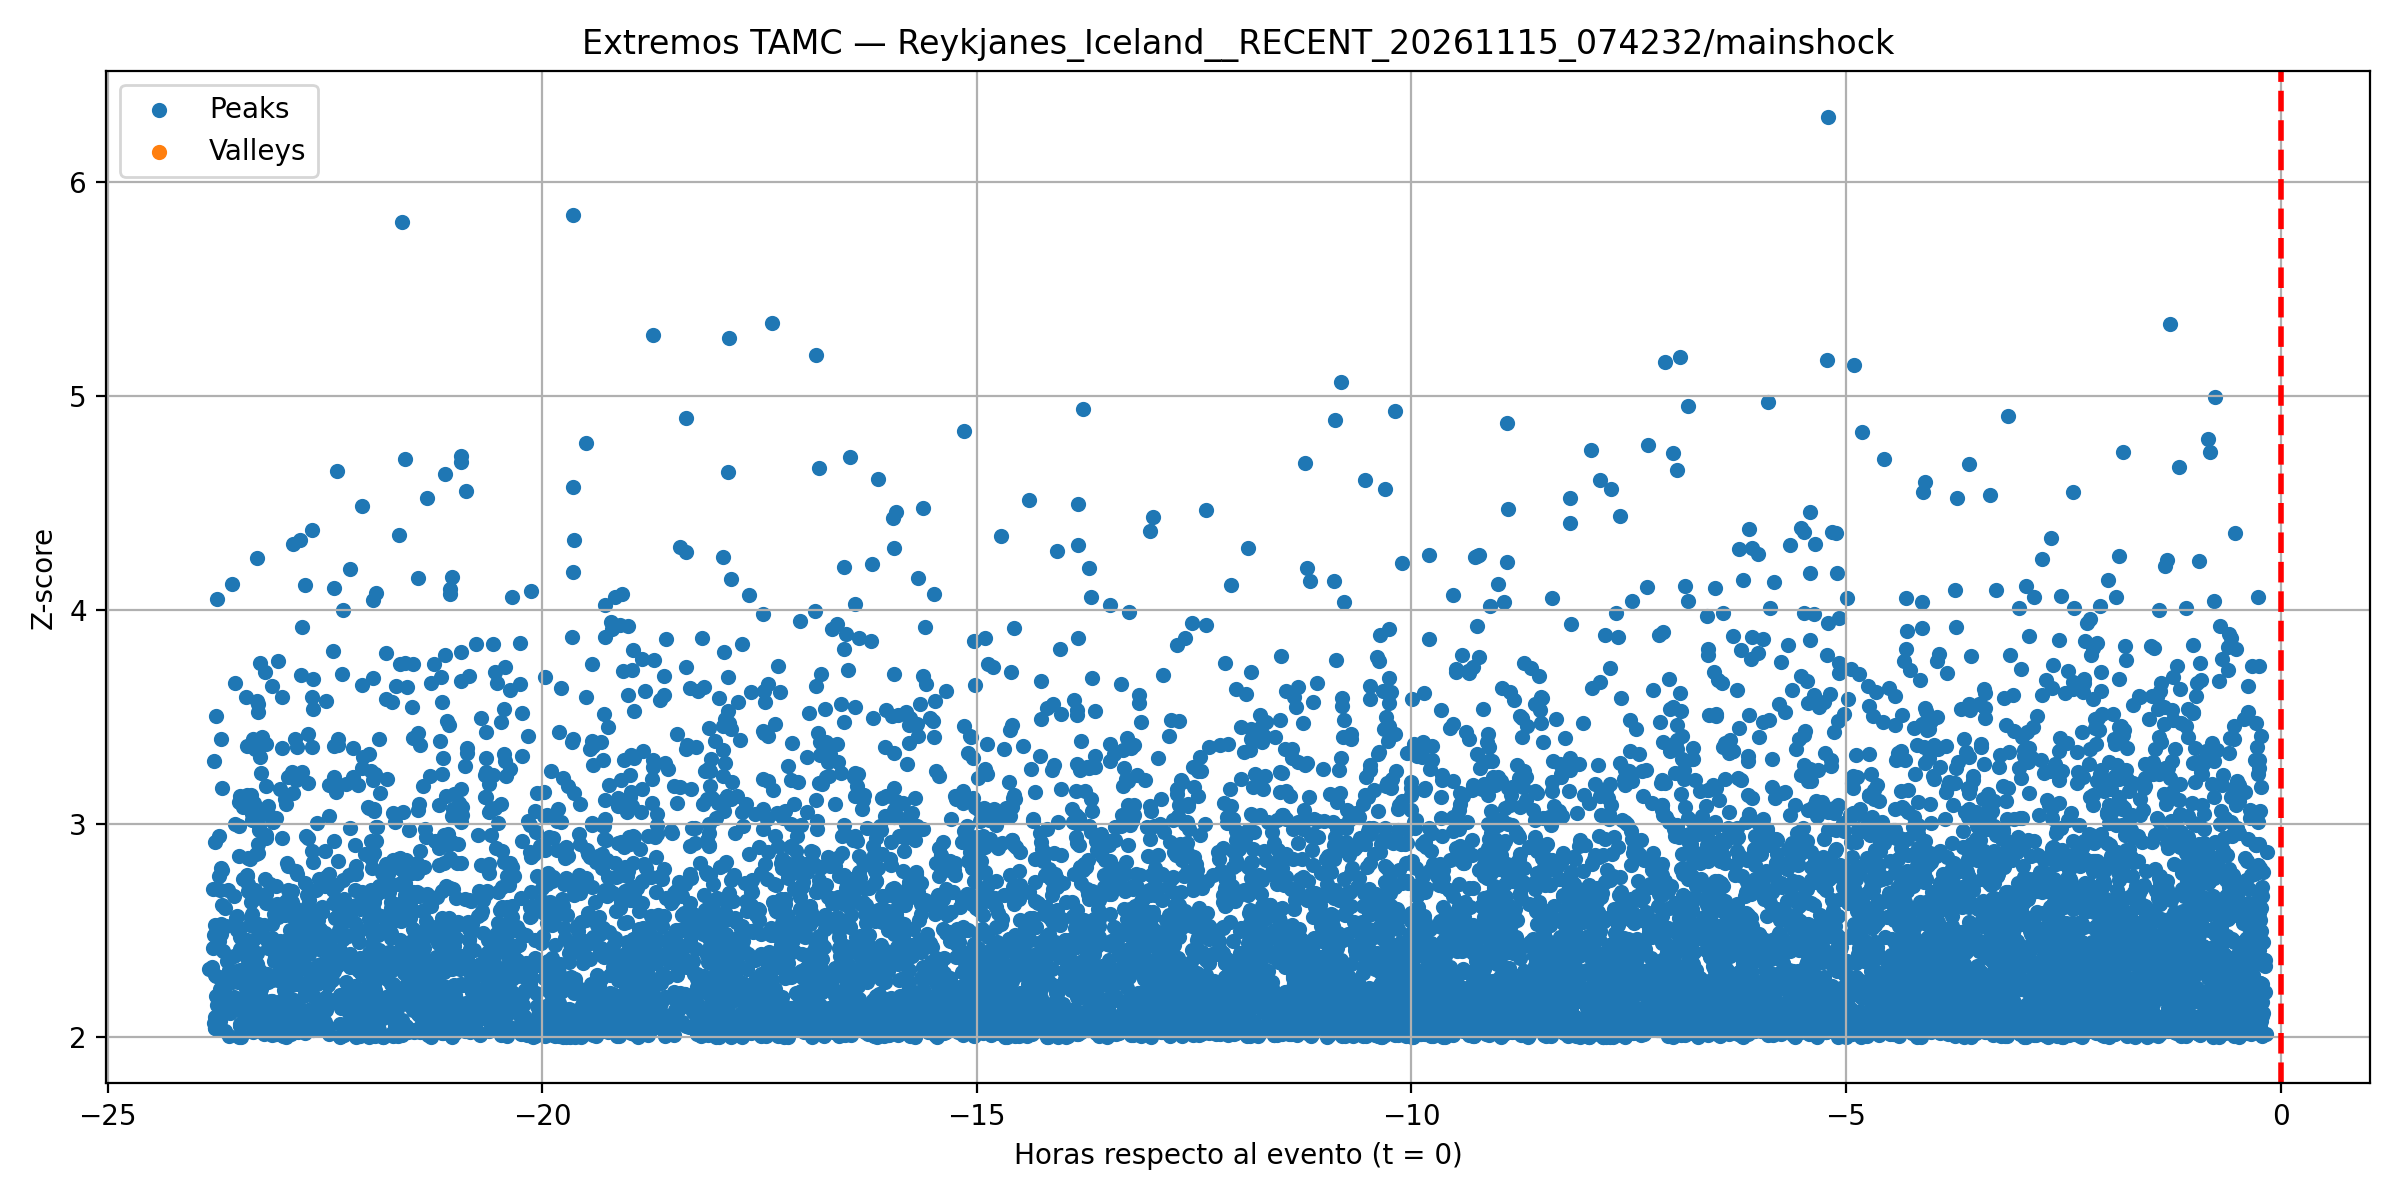 Extremos TAMC — Reykjanes_Iceland__RECENT_20261115_074232/mainshock
Peaks
Valleys
Z-score
6
5
4
3
2
−25
−20
−15
−10
−5
0
Horas respecto al evento (t = 0)